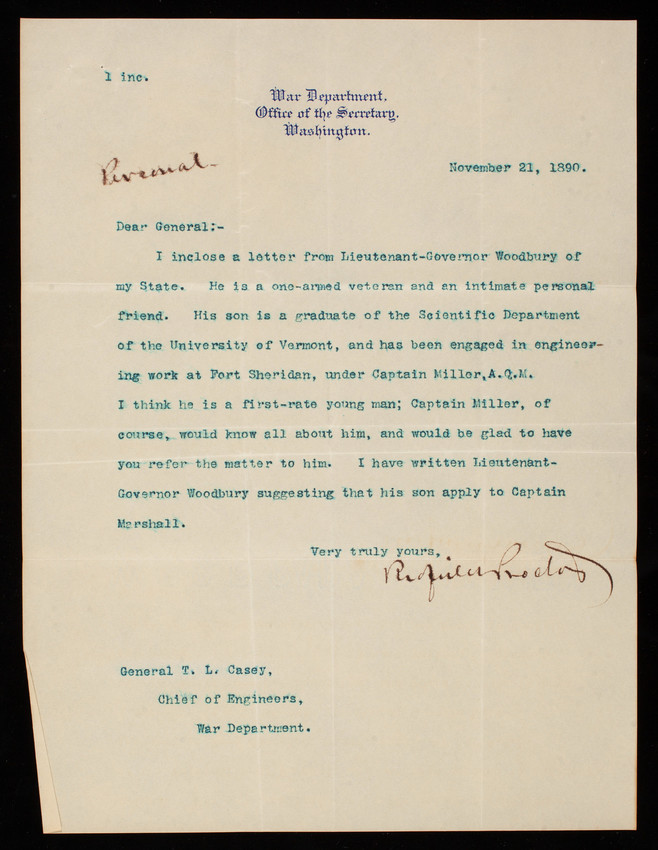 1 inc.
War Department,
Office of the Secretary,
Washington.
Personal
November 21, 1890.
Dear General:-
I inclose a letter from Lieutenant-Governor Woodbury of
my State. He is a one-armed veteran and an intimate personal
friend. His son is a graduate of the Scientific Department
of the University of Vermont, and has been engaged in engineer-
ing work at Fort Sheridan, under Captain Miller,A.Q.M.
I think he is a first-rate young man; Captain Miller, of
course, would know all about him, and would be glad to have
you refer the matter to him. I have written Lieutenant-
Governor Woodbury suggesting that his son apply to Captain
Marshall.
Very truly yours,
Redfield Proctor
General T. L. Casey,
Chief of Engineers,
War Department.